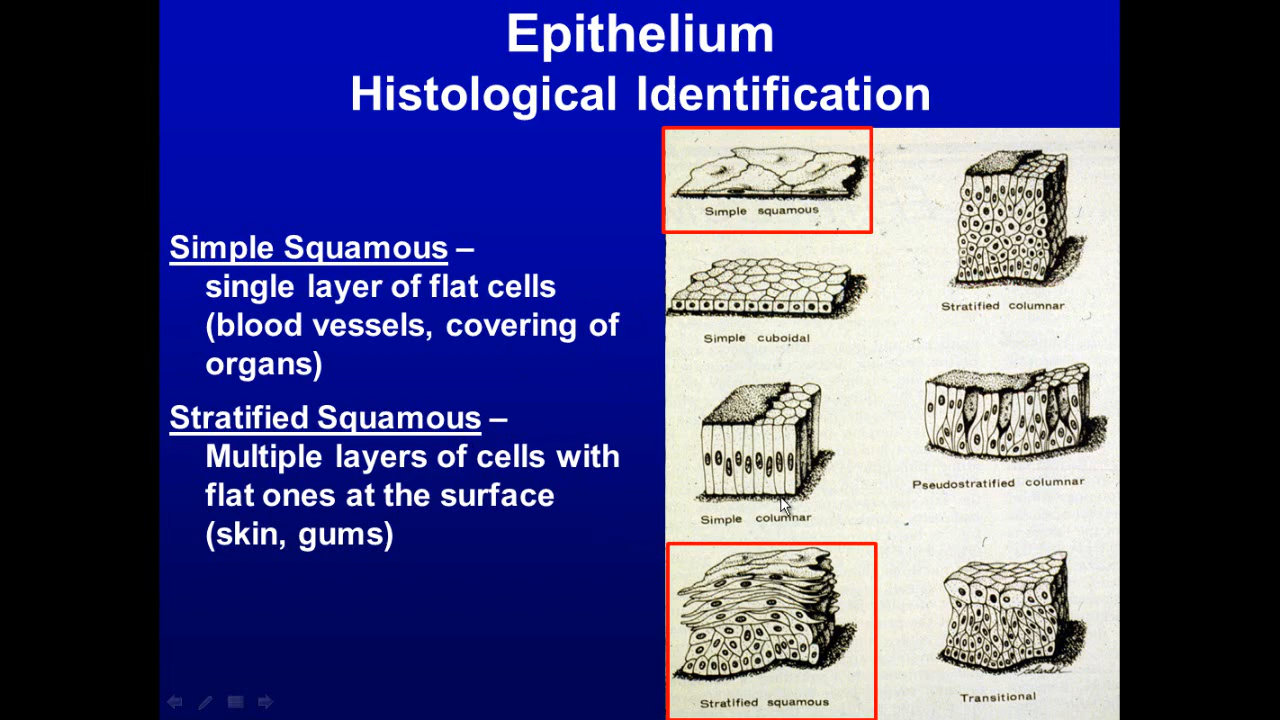 Epithelium
Histological Identification
Simple Squamous –
single layer of flat cells
(blood vessels, covering of
organs)
Stratified Squamous –
Multiple layers of cells with
flat ones at the surface
(skin, gums)
Simple squamous
Simple cuboidal
Simple columnar
Stratified squamous
Stratified columnar
Pseudostratified columnar
Transitional